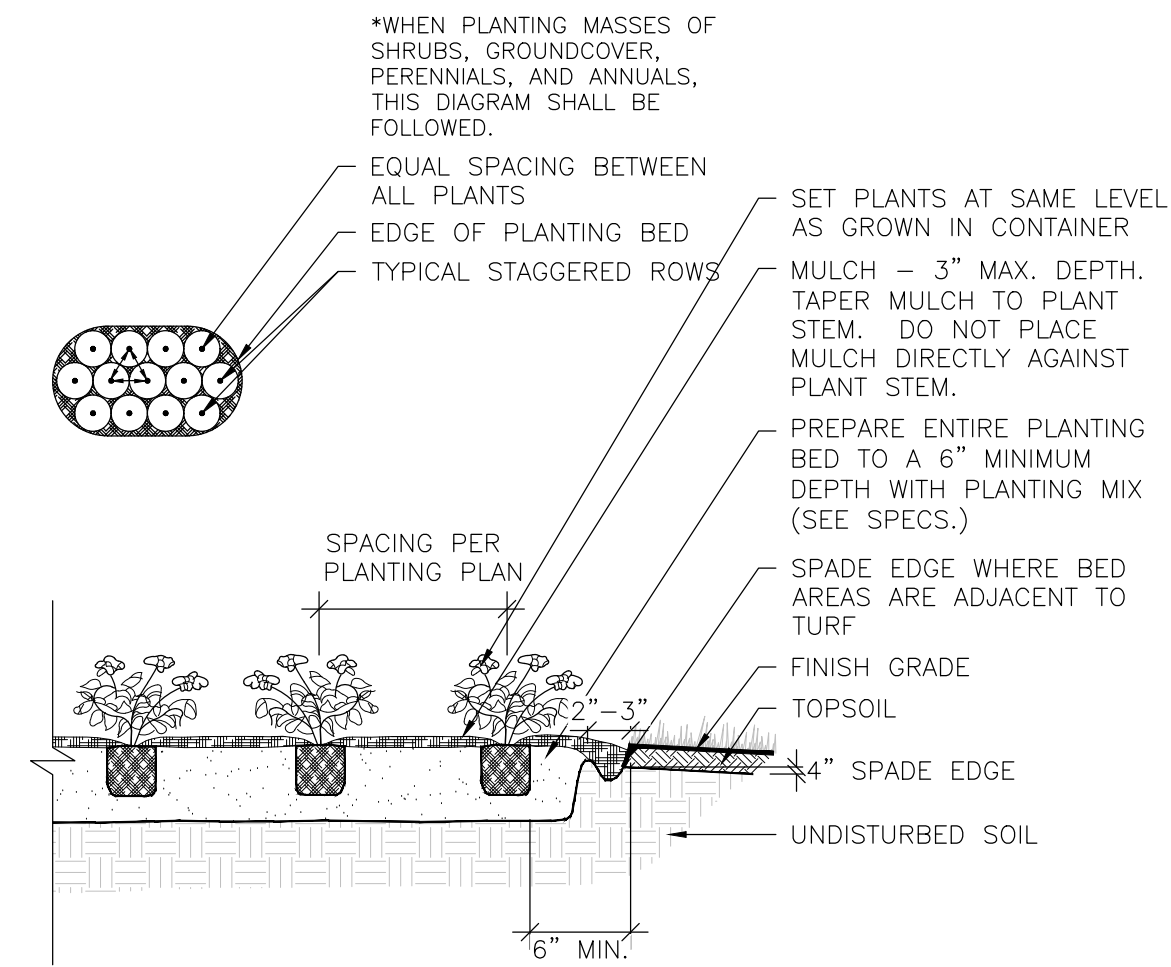 *WHEN PLANTING MASSES OF
SHRUBS, GROUNDCOVER,
PERENNIALS, AND ANNUALS,
THIS DIAGRAM SHALL BE
FOLLOWED.
EQUAL SPACING BETWEEN
ALL PLANTS
EDGE OF PLANTING BED
TYPICAL STAGGERED ROWS
SET PLANTS AT SAME LEVEL
AS GROWN IN CONTAINER
MULCH – 3” MAX. DEPTH.
TAPER MULCH TO PLANT
STEM. DO NOT PLACE
MULCH DIRECTLY AGAINST
PLANT STEM.
PREPARE ENTIRE PLANTING
BED TO A 6” MINIMUM
DEPTH WITH PLANTING MIX
(SEE SPECS.)
SPACING PER
PLANTING PLAN
SPADE EDGE WHERE BED
AREAS ARE ADJACENT TO
TURF
FINISH GRADE
2”–3”
TOPSOIL
4” SPADE EDGE
UNDISTURBED SOIL
6” MIN.